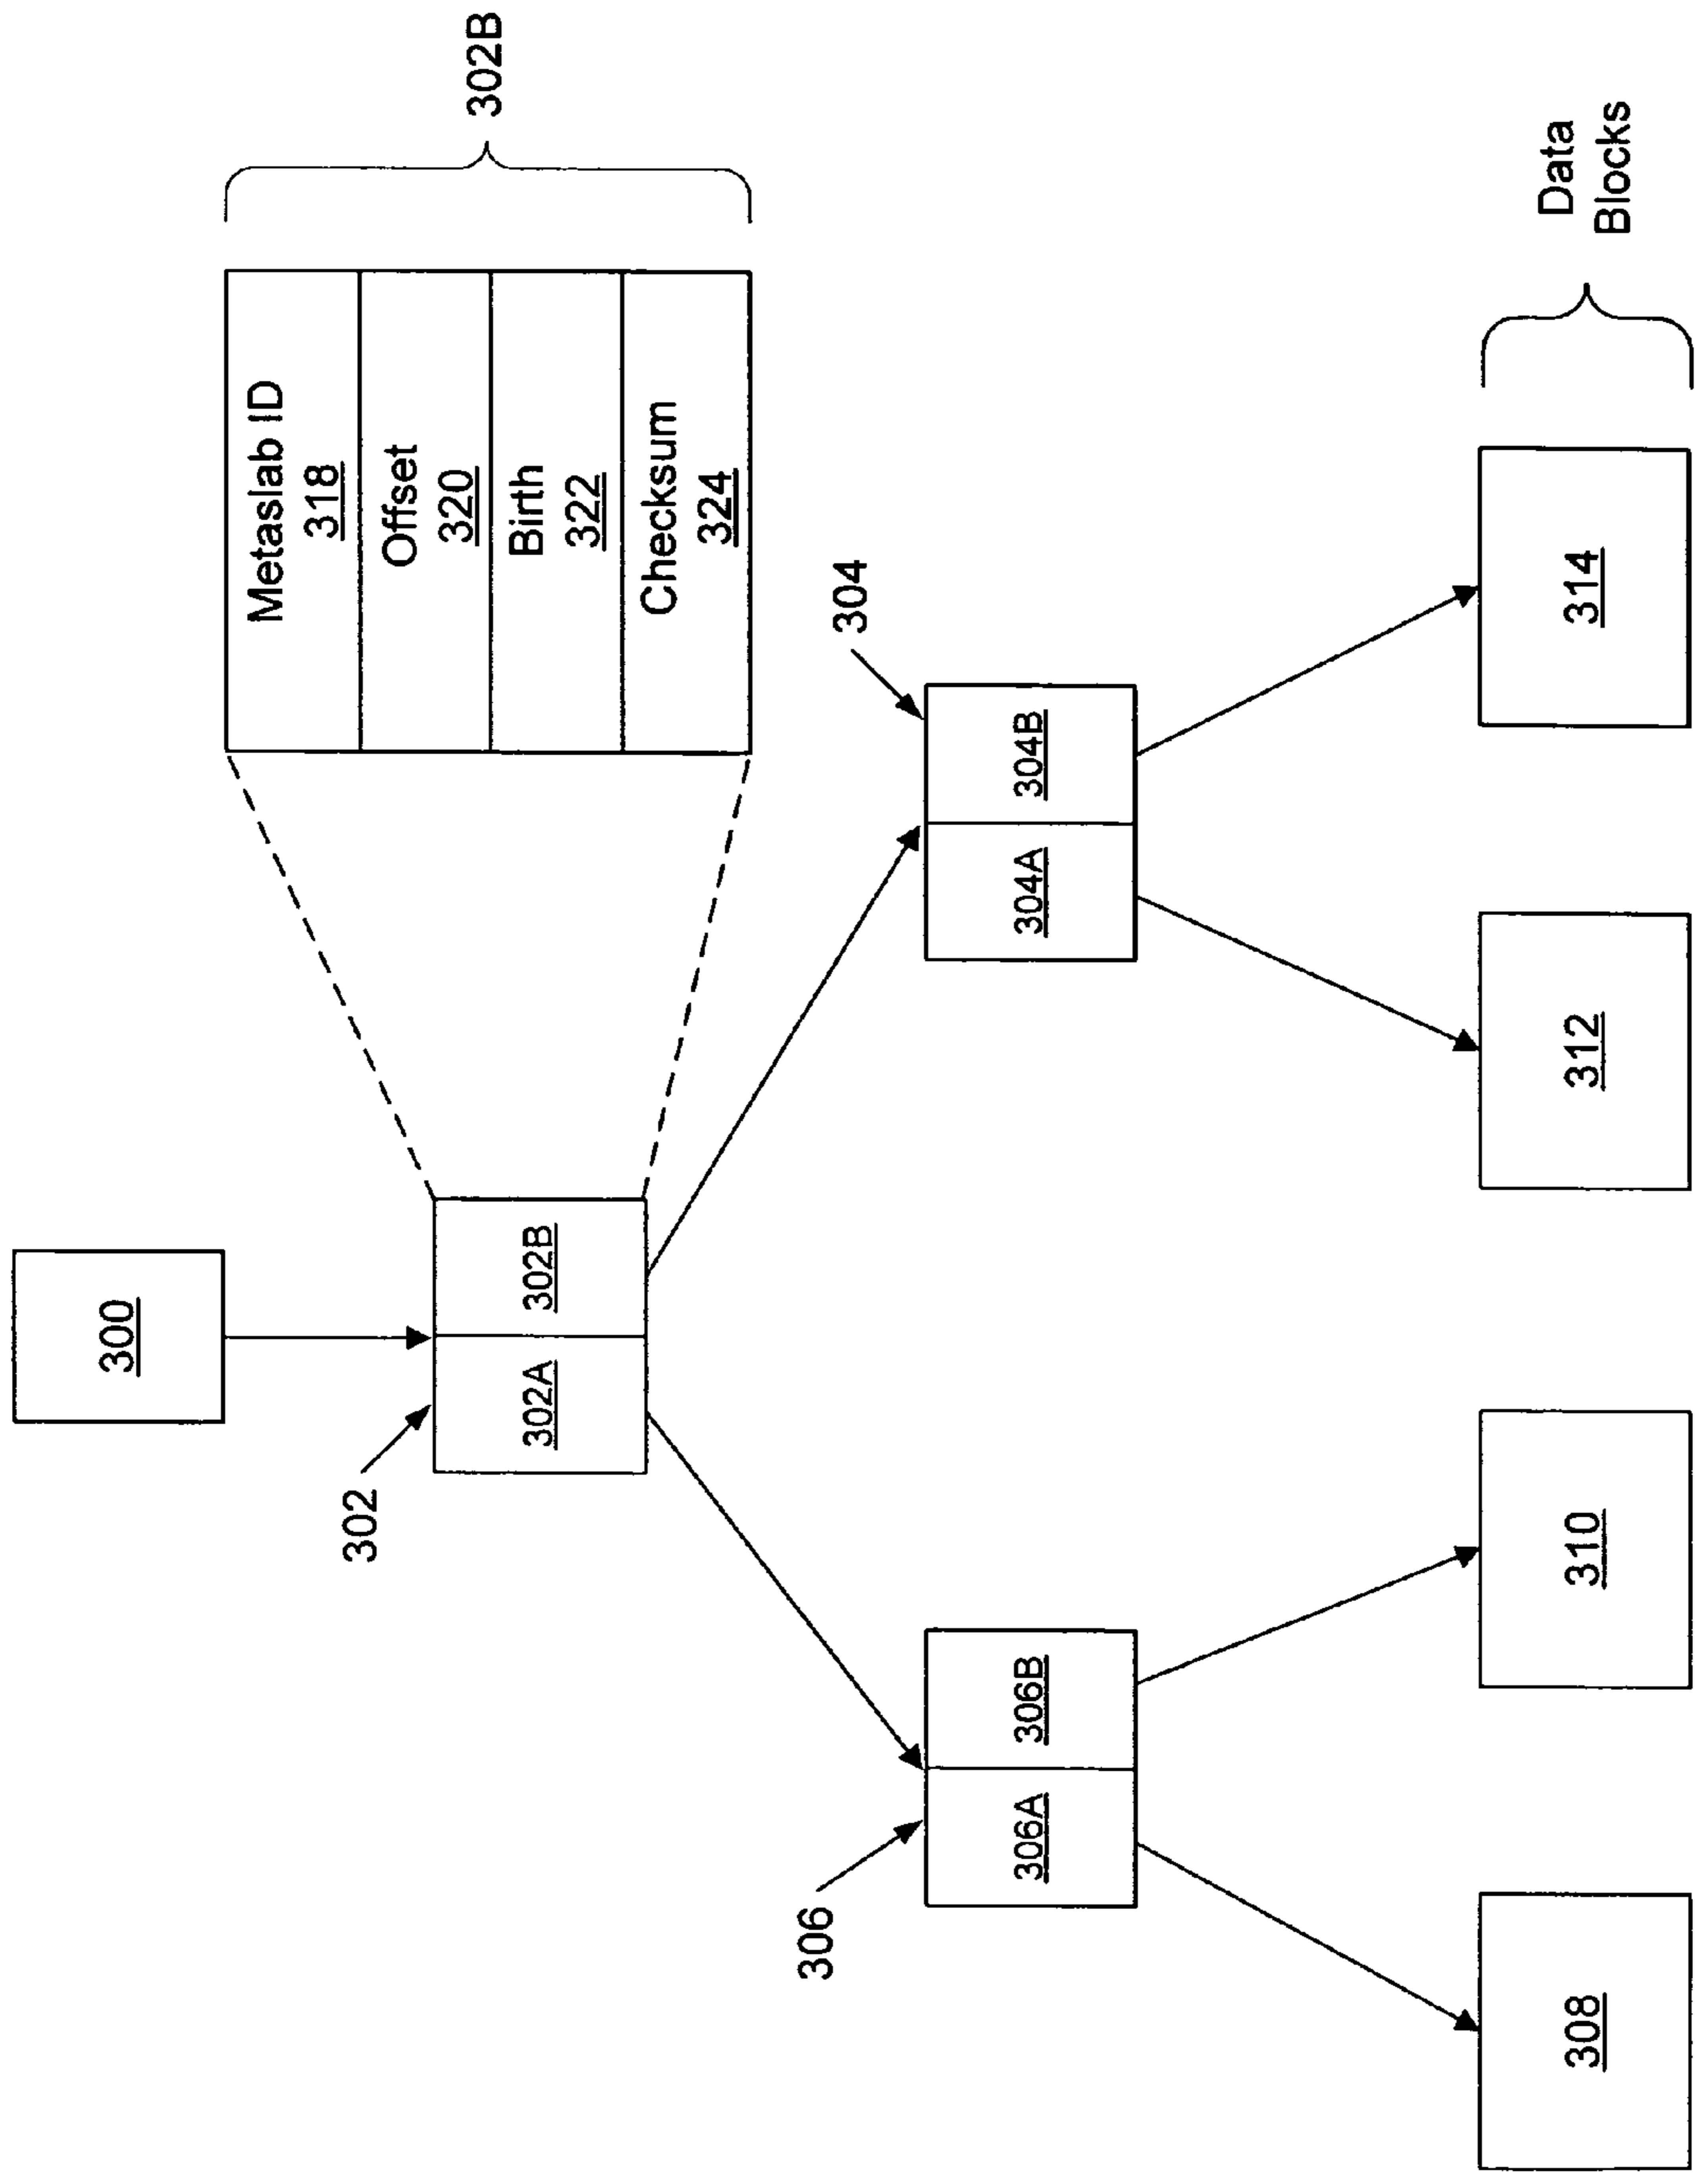 300
302
302A
302B
Metaslab ID
318
Offset
320
Birth
322
Checksum
324
302B
306
306A
306B
304
304A
304B
308
310
312
314
Data
Blocks